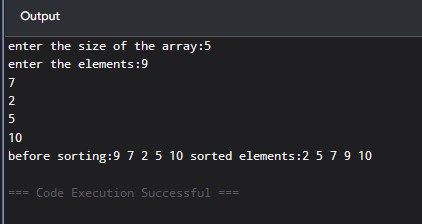 Output
enter the size of the array:5
enter the elements:9
7
2
5
10
before sorting:9 7 2 5 10 sorted elements:2 5 7 9 10
=== Code Execution Successful ===